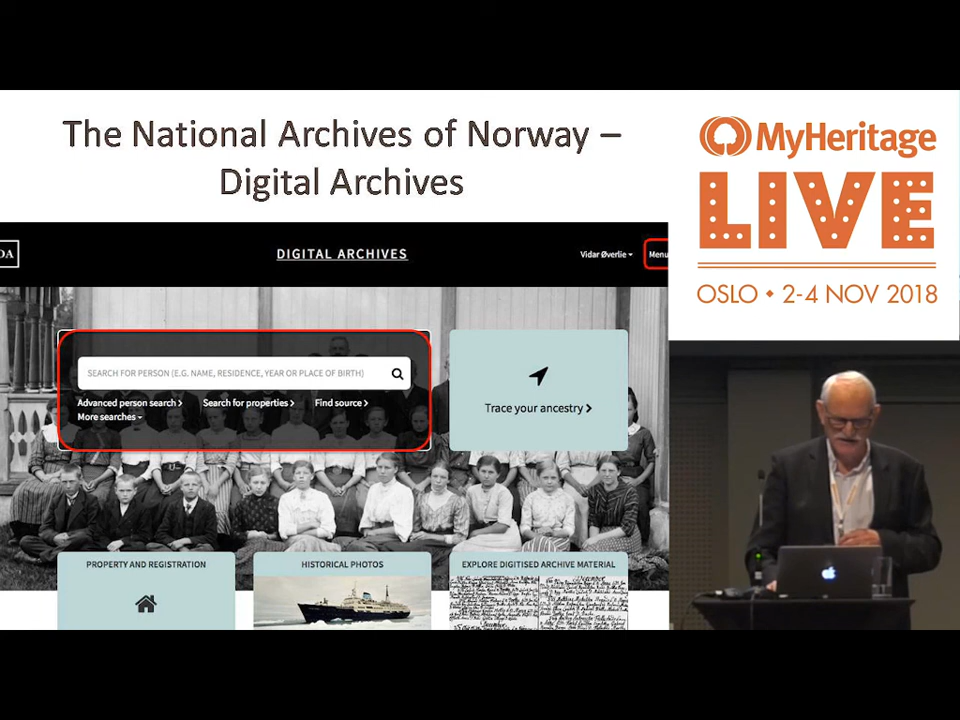 The National Archives of Norway –
Digital Archives
MyHeritage
LIVE
OSLO • 2-4 NOV 2018
DA
DIGITAL ARCHIVES
Vidar Øverlie
Menu
SEARCH FOR PERSON (E.G. NAME, RESIDENCE, YEAR OR PLACE OF BIRTH)
Advanced person search
Search for properties
Find source
More searches
Trace your ancestry
PROPERTY AND REGISTRATION
HISTORICAL PHOTOS
EXPLORE DIGITISED ARCHIVE MATERIAL